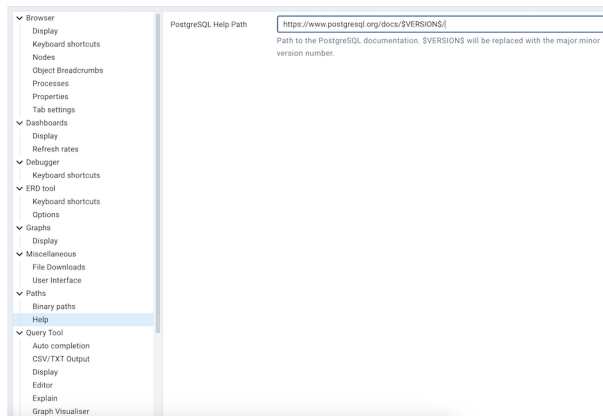 Browser
Display
Keyboard shortcuts
Nodes
Object Breadcrumbs
Processes
Properties
Tab settings
Dashboards
Display
Refresh rates
Debugger
Keyboard shortcuts
ERD tool
Keyboard shortcuts
Options
Graphs
Display
Miscellaneous
File Downloads
User Interface
Paths
Binary paths
Help
Query Tool
Auto completion
CSV/TXT Output
Display
Editor
Explain
Graph Visualiser
PostgreSQL Help Path
https://www.postgresql.org/docs/$VERSION$/
Path to the PostgreSQL documentation. $VERSION$ will be replaced with the major.minor
version number.